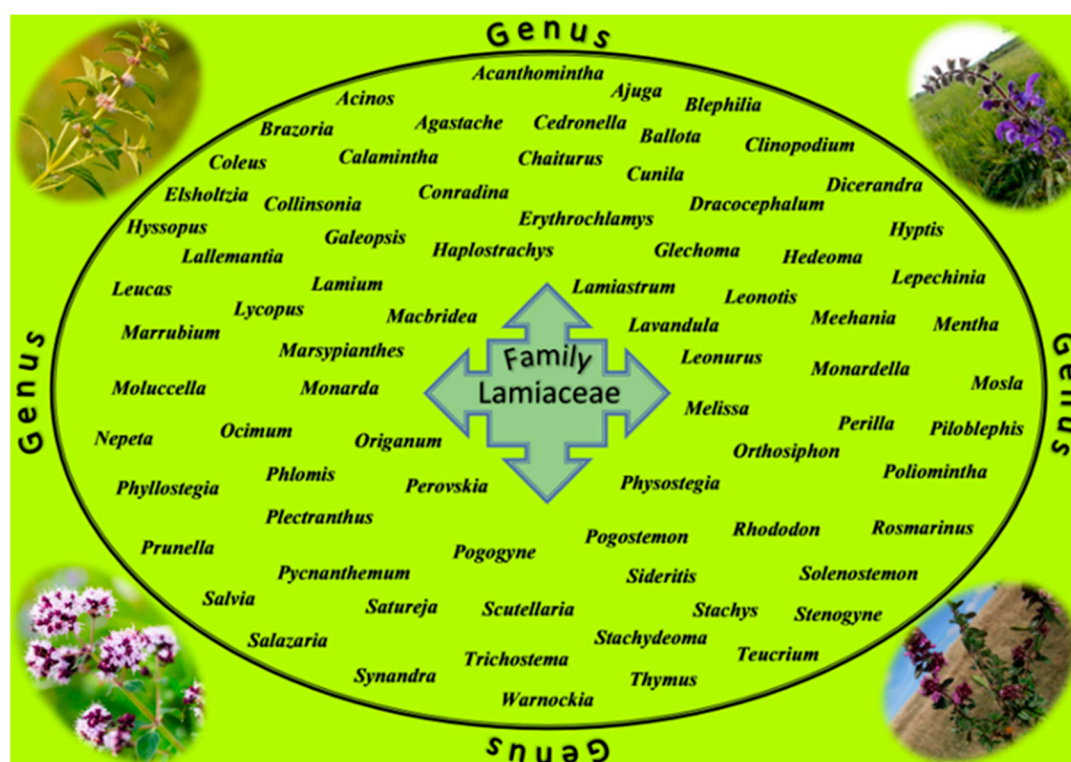 Genus
Acanthomintha
Ajuga
Acinos
Blephilia
Brazoria
Agastache
Cedronella
Ballota
Clinopodium
Coleus
Calamintha
Chaiturus
Cunila
Dicerandra
Elsholtzia
Collinsonia
Conradina
Dracocephalum
Erythrochlamys
Hyssopus
Galeopsis
Hyptis
Lallemantia
Haplostrachys
Glechoma
Hedeoma
Lepechinia
Leucas
Lamium
Lamiastrum
Leonotis
Lycopus
Macbridea
Lavandula
Meehania
Mentha
Marrubium
Marsypianthes
Family
Lamiaceae
Leonurus
Monardella
Genus
Genus
Moluccella
Monarda
Mosla
Melissa
Nepeta
Ocimum
Origanum
Perilla
Piloblephis
Orthosiphon
Phyllostegia
Phlomis
Perovskia
Physostegia
Poliomintha
Plectranthus
Prunella
Pogogyne
Pogostemon
Rhododon
Rosmarinus
Pycnanthemum
Sideritis
Solenostemon
Salvia
Satureja
Scutellaria
Stachys
Stenogyne
Salazaria
Stachydeoma
Trichostema
Teucrium
Synandra
Thymus
Warnockia
Genus